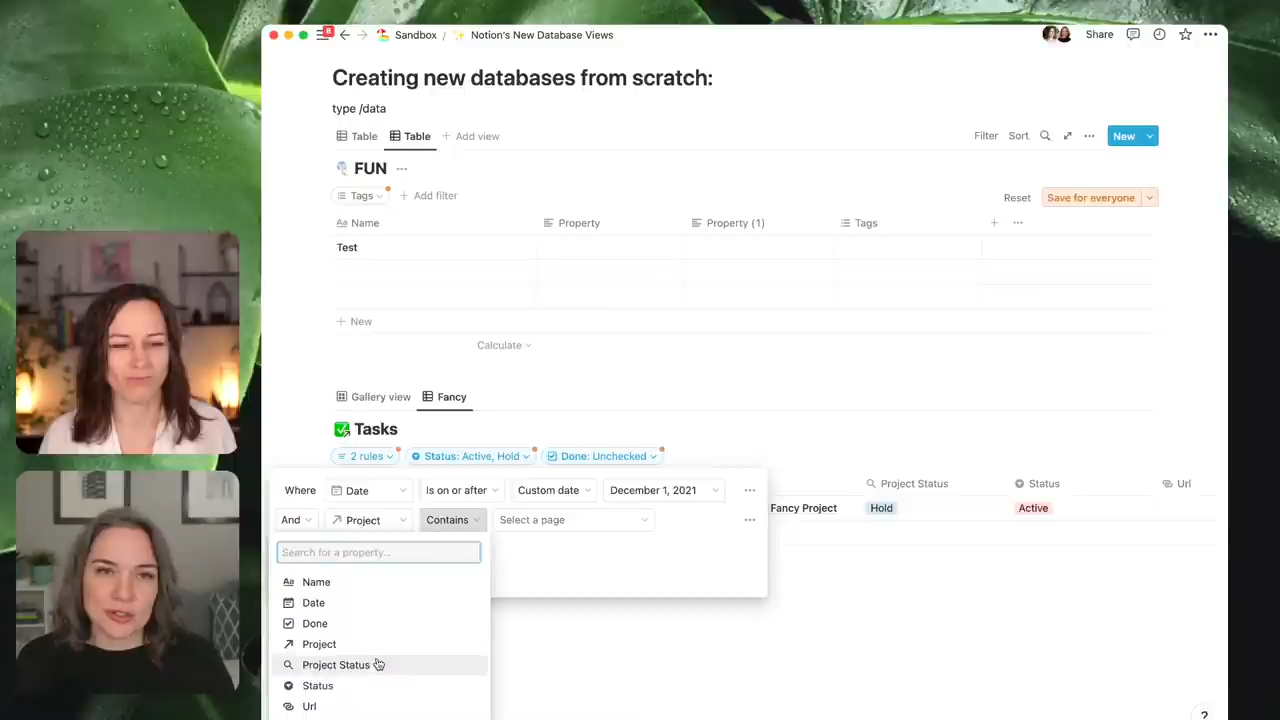 8
Sandbox / Notion's New Database Views
Share
Creating new databases from scratch:
type /data
Table Table + Add view
Filter Sort New
FUN ...
Tags + Add filter
Reset Save for everyone
Aa Name Property Property (1) Tags + ...
Test
+ New
Calculate
Gallery view Fancy
Tasks
2 rules Status: Active, Hold Done: Unchecked
Project Status Status Url
Where Date Is on or after Custom date December 1, 2021 ...
Fancy Project Hold Active
And Project Contains Select a page ...
Search for a property...
Aa Name
Date
Done
Project
Project Status
Status
Url
?